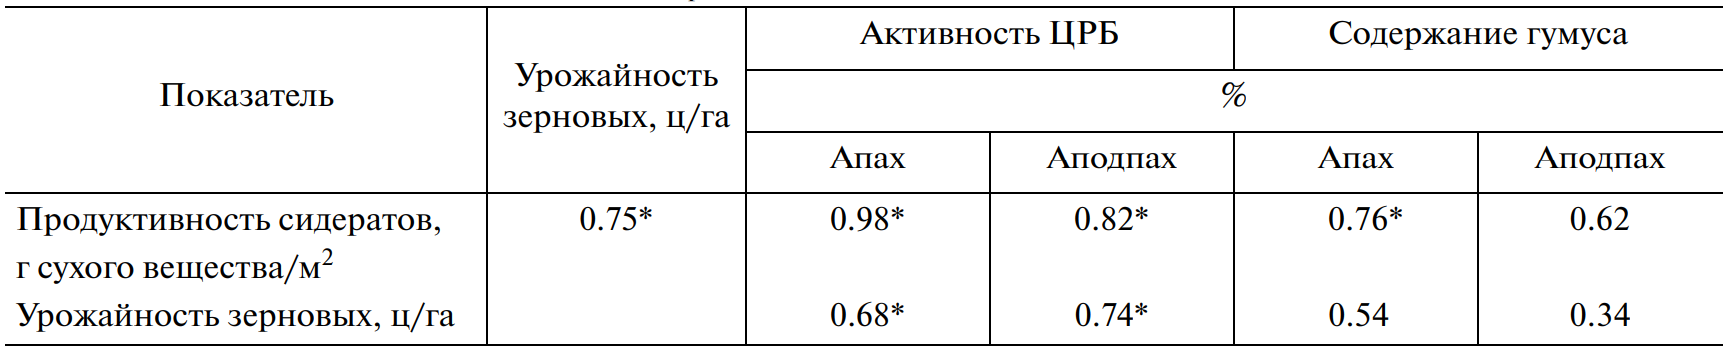 Показатель
Урожайность
зерновых, ц/га
Активность ЦРБ
Содержание гумуса
%
Апах
Аподпах
Апах
Аподпах
Продуктивность сидератов,
г сухого вещества/м²
0.75*
0.98*
0.82*
0.76*
0.62
Урожайность зерновых, ц/га
0.68*
0.74*
0.54
0.34